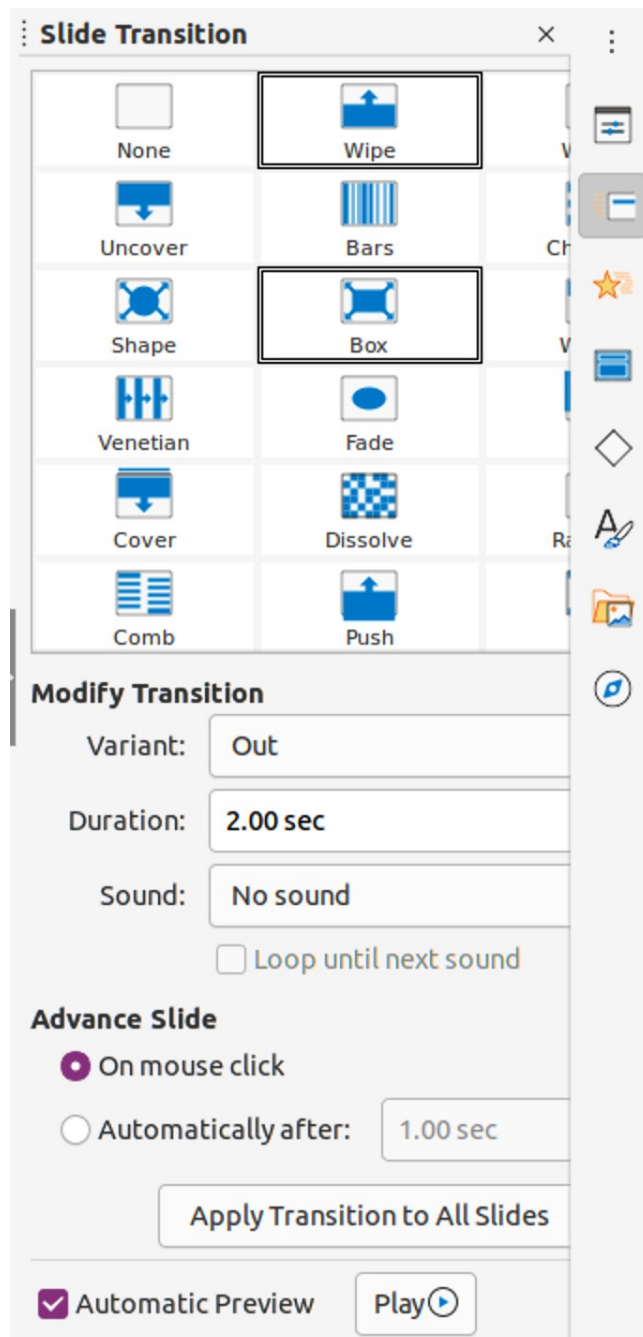 Slide Transition
None Wipe
Uncover Bars
Shape Box
Venetian Fade
Cover Dissolve
Comb Push
Modify Transition
Variant: Out
Duration: 2.00 sec
Sound: No sound
Loop until next sound
Advance Slide
On mouse click
Automatically after: 1.00 sec
Apply Transition to All Slides
Automatic Preview Play